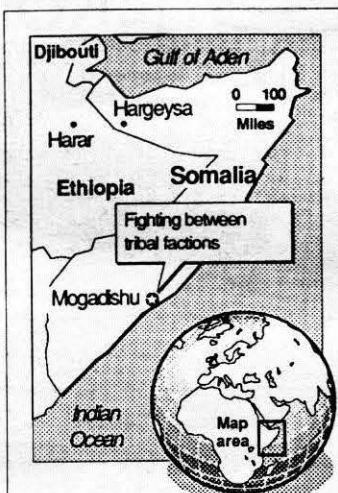 Djibouti
Gulf of Aden
Hargeysa
0 100
Miles
Harar
Ethiopia
Somalia
Fighting between
tribal factions
Mogadishu
Indian
Ocean
Map
area